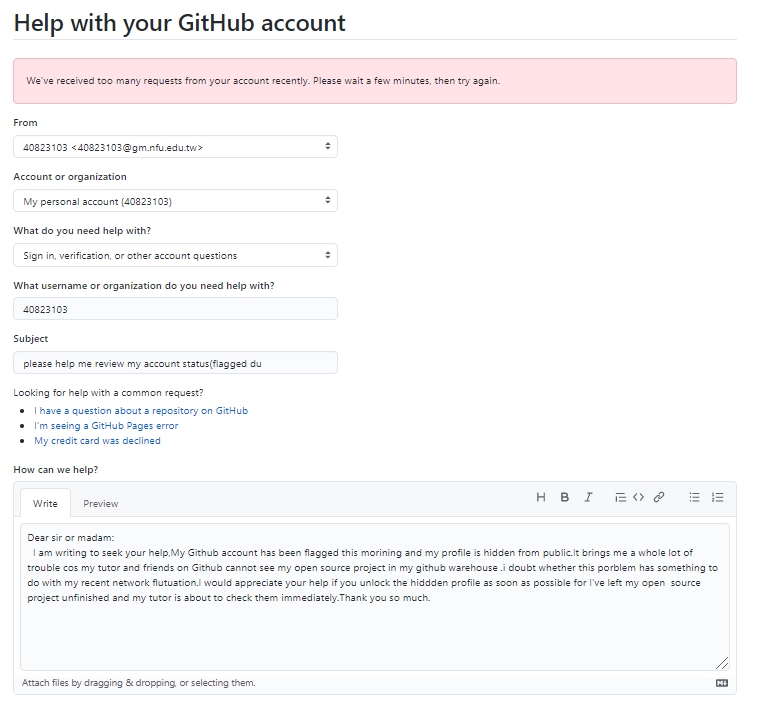 Help with your GitHub account
We've received too many requests from your account recently. Please wait a few minutes, then try again.
From
40823103 <40823103@gm.nfu.edu.tw>
Account or organization
My personal account (40823103)
What do you need help with?
Sign in, verification, or other account questions
What username or organization do you need help with?
40823103
Subject
please help me review my account status(flagged du
Looking for help with a common request?
I have a question about a repository on GitHub
I'm seeing a GitHub Pages error
My credit card was declined
How can we help?
Write Preview H B I
Dear sir or madam:
I am writing to seek your help,My Github account has been flagged this morining and my profile is hidden from public.It brings me a whole lot of
trouble cos my tutor and friends on Github cannot see my open source project in my github warehouse .i doubt whether this porblem has something to
do with my recent network flutuation.I would appreciate your help if you unlock the hiddden profile as soon as possible for I've left my open source
project unfinished and my tutor is about to check them immediately.Thank you so much.
Attach files by dragging & dropping, or selecting them.